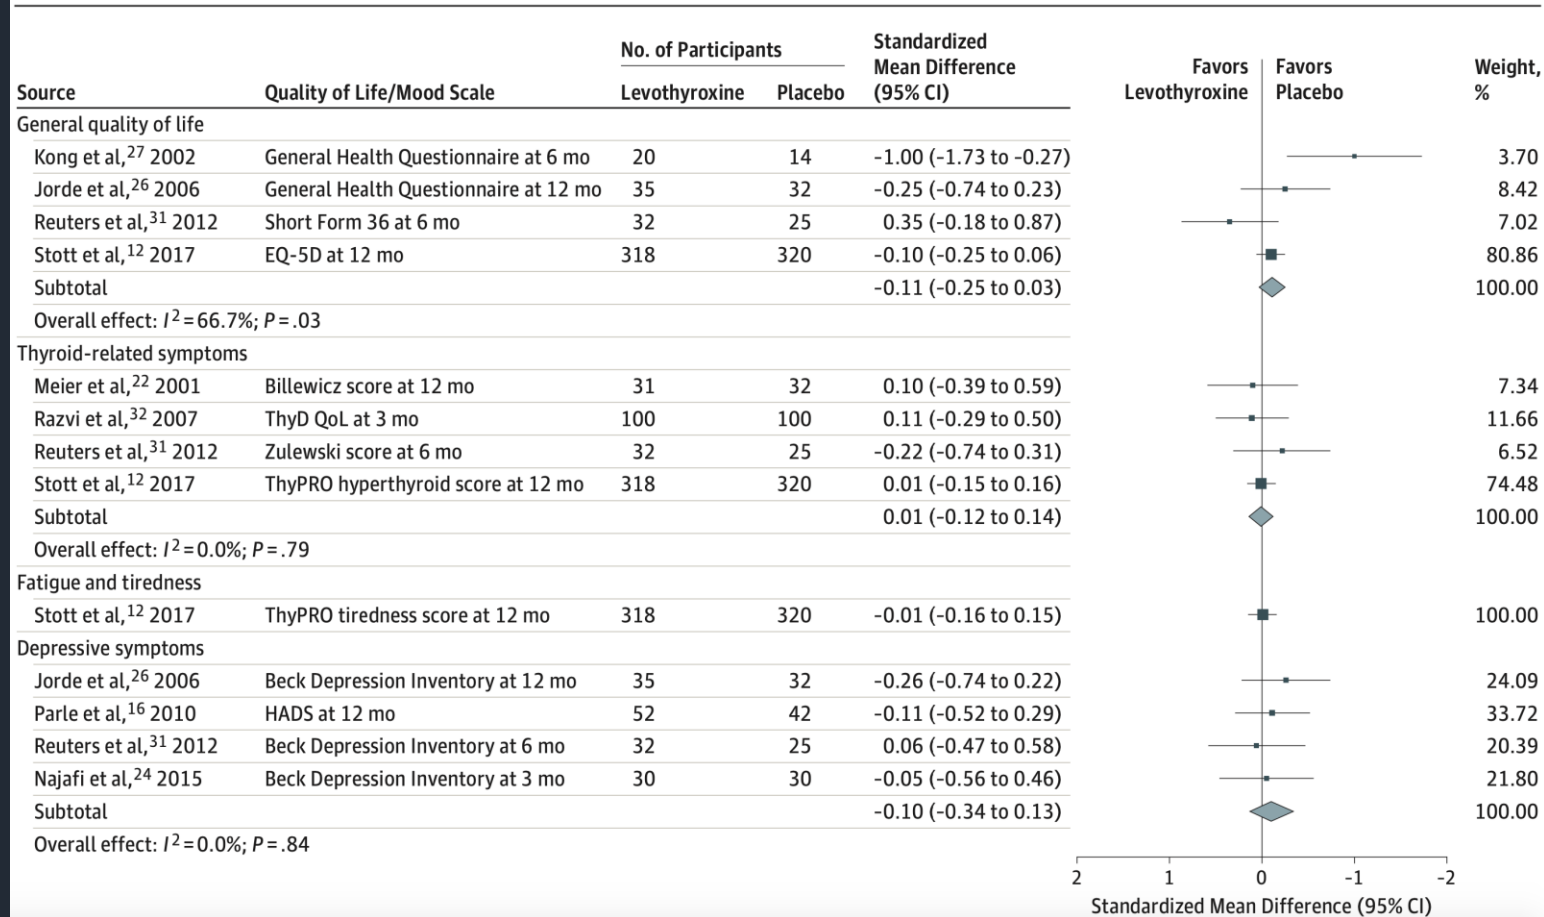 No. of Participants Standardized Mean Difference (95% CI) Favors Levothyroxine Favors Placebo Weight, %
Source Quality of Life/Mood Scale Levothyroxine Placebo
General quality of life
Kong et al,27 2002 General Health Questionnaire at 6 mo 20 14 -1.00 (-1.73 to -0.27) 3.70
Jorde et al,26 2006 General Health Questionnaire at 12 mo 35 32 -0.25 (-0.74 to 0.23) 8.42
Reuters et al,31 2012 Short Form 36 at 6 mo 32 25 0.35 (-0.18 to 0.87) 7.02
Stott et al,12 2017 EQ-5D at 12 mo 318 320 -0.10 (-0.25 to 0.06) 80.86
Subtotal -0.11 (-0.25 to 0.03) 100.00
Overall effect: I2=66.7%; P=.03
Thyroid-related symptoms
Meier et al,22 2001 Billewicz score at 12 mo 31 32 0.10 (-0.39 to 0.59) 7.34
Razvi et al,32 2007 ThyD QoL at 3 mo 100 100 0.11 (-0.29 to 0.50) 11.66
Reuters et al,31 2012 Zulewski score at 6 mo 32 25 -0.22 (-0.74 to 0.31) 6.52
Stott et al,12 2017 ThyPRO hyperthyroid score at 12 mo 318 320 0.01 (-0.15 to 0.16) 74.48
Subtotal 0.01 (-0.12 to 0.14) 100.00
Overall effect: I2=0.0%; P=.79
Fatigue and tiredness
Stott et al,12 2017 ThyPRO tiredness score at 12 mo 318 320 -0.01 (-0.16 to 0.15) 100.00
Depressive symptoms
Jorde et al,26 2006 Beck Depression Inventory at 12 mo 35 32 -0.26 (-0.74 to 0.22) 24.09
Parle et al,16 2010 HADS at 12 mo 52 42 -0.11 (-0.52 to 0.29) 33.72
Reuters et al,31 2012 Beck Depression Inventory at 6 mo 32 25 0.06 (-0.47 to 0.58) 20.39
Najafi et al,24 2015 Beck Depression Inventory at 3 mo 30 30 -0.05 (-0.56 to 0.46) 21.80
Subtotal -0.10 (-0.34 to 0.13) 100.00
Overall effect: I2=0.0%; P=.84
2 1 0 -1 -2
Standardized Mean Difference (95% CI)